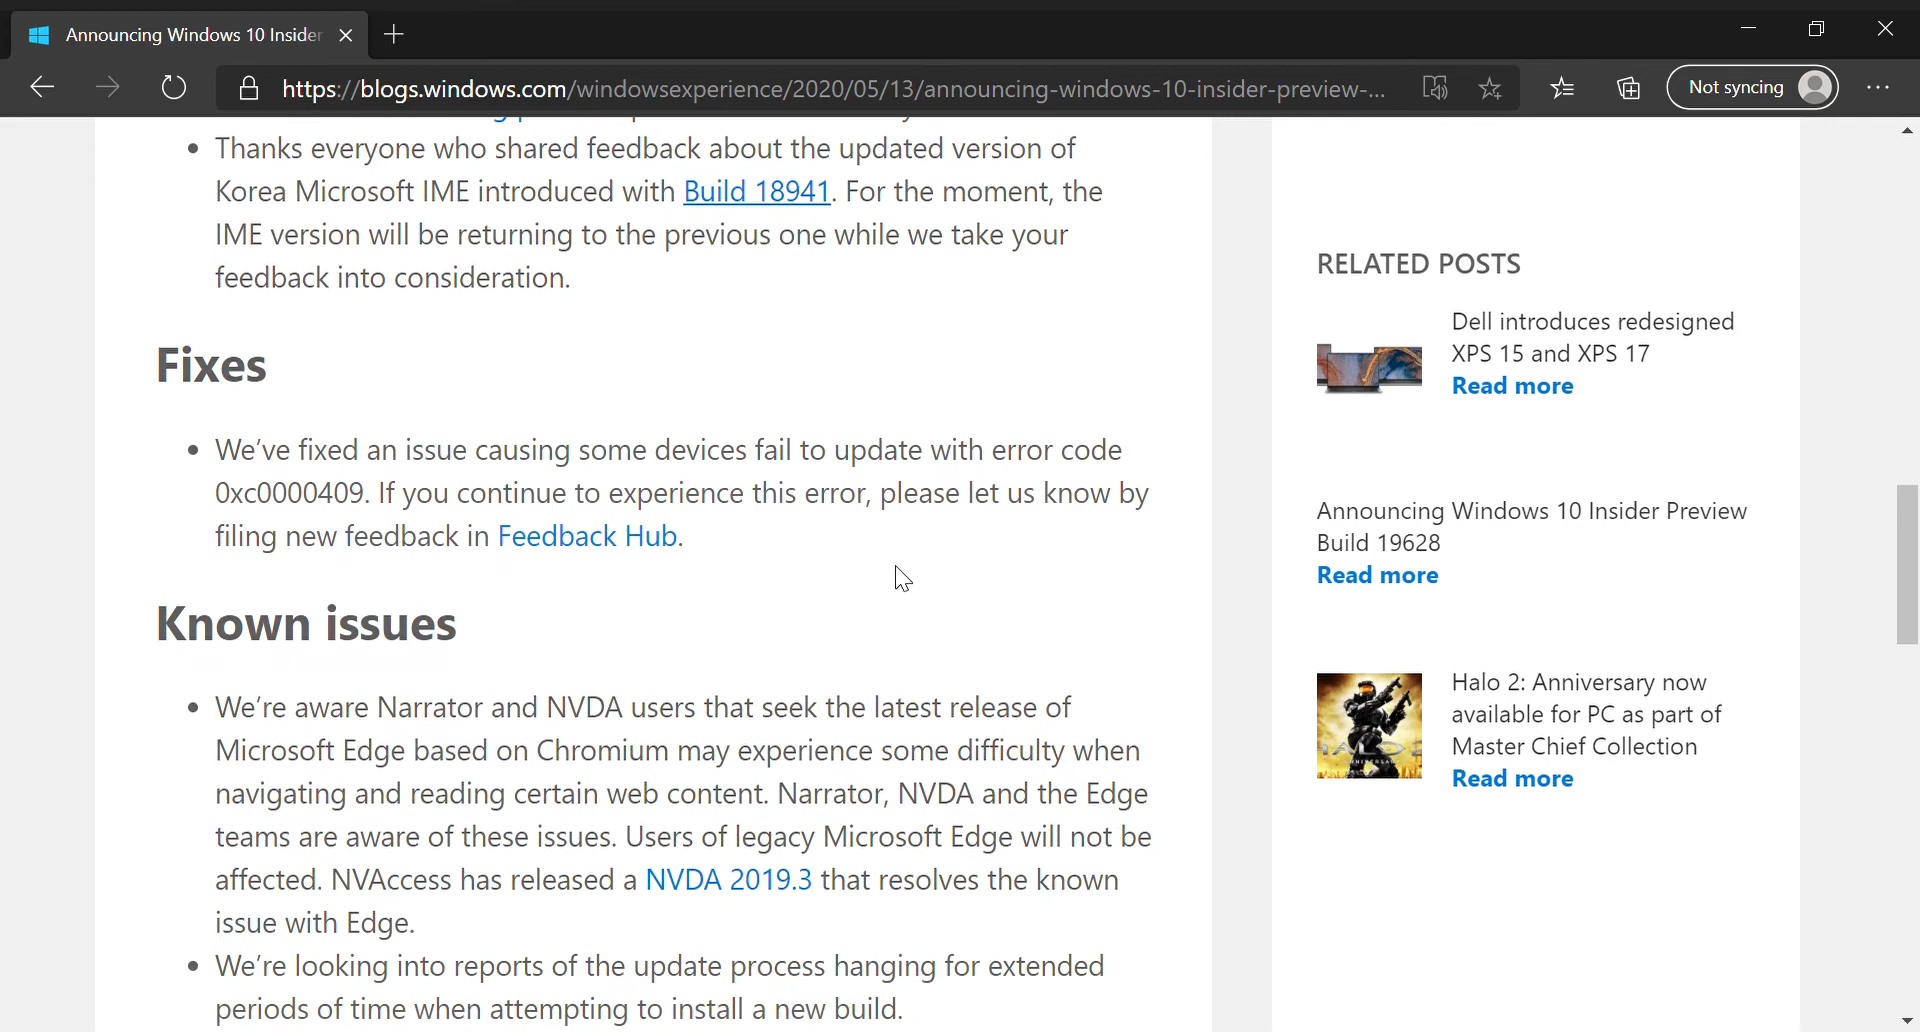 Announcing Windows 10 Insider
https://blogs.windows.com/windowsexperience/2020/05/13/announcing-windows-10-insider-preview-...
Not syncing
Thanks everyone who shared feedback about the updated version of
Korea Microsoft IME introduced with Build 18941. For the moment, the
IME version will be returning to the previous one while we take your
feedback into consideration.
Fixes
We've fixed an issue causing some devices fail to update with error code
0xc0000409. If you continue to experience this error, please let us know by
filing new feedback in Feedback Hub.
Known issues
We're aware Narrator and NVDA users that seek the latest release of
Microsoft Edge based on Chromium may experience some difficulty when
navigating and reading certain web content. Narrator, NVDA and the Edge
teams are aware of these issues. Users of legacy Microsoft Edge will not be
affected. NVAccess has released a NVDA 2019.3 that resolves the known
issue with Edge.
We're looking into reports of the update process hanging for extended
periods of time when attempting to install a new build.
RELATED POSTS
Dell introduces redesigned
XPS 15 and XPS 17
Read more
Announcing Windows 10 Insider Preview
Build 19628
Read more
Halo 2: Anniversary now
available for PC as part of
Master Chief Collection
Read more